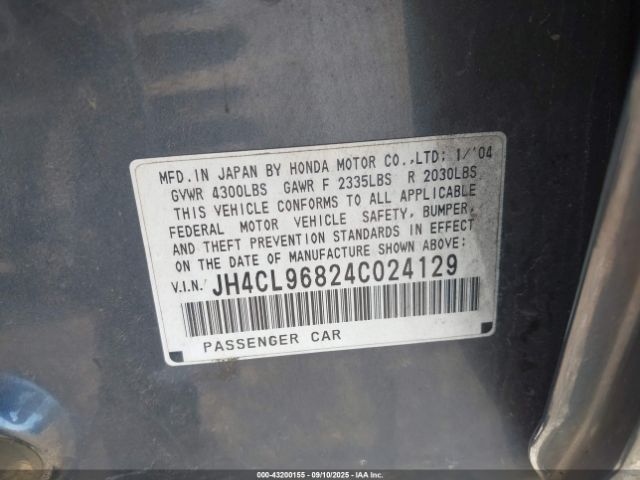 MFD.IN JAPAN BY HONDA MOTOR CO.,LTD; 1/'04
GVWR 4300LBS GAWR F 2335LBS R 2030LBS
THIS VEHICLE CONFORMS TO ALL APPLICABLE
FEDERAL MOTOR VEHICLE SAFETY, BUMPER,
AND THEFT PREVENTION STANDARDS IN EFFECT
ON THE DATE OF MANUFACTURE SHOWN ABOVE:
V.I.N. JH4CL96824C024129
PASSENGER CAR
©-43200155 - 09/10/2025 - © IAA, Inc.